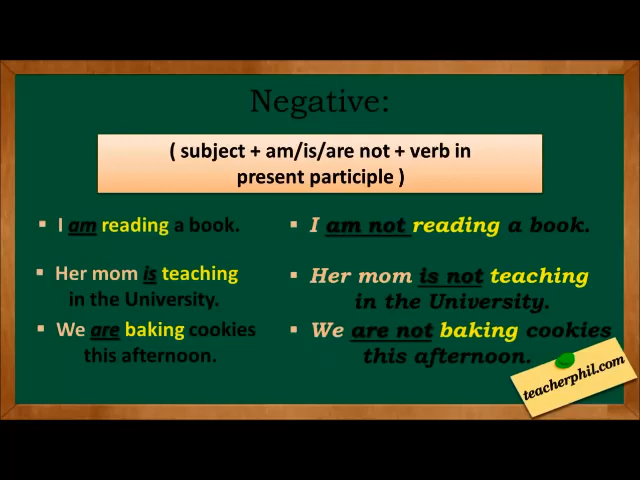 Negative:
( subject + am/is/are not + verb in
present participle )
▪ I am reading a book.
▪ Her mom is teaching
in the University.
▪ We are baking cookies
this afternoon.
▪ I am not reading a book.
▪ Her mom is not teaching
in the University.
▪ We are not baking cookies
this afternoon.
teacherphil.com